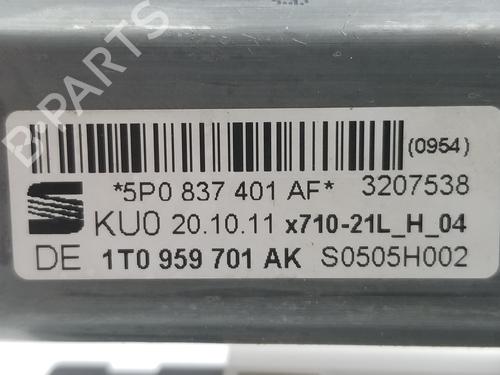 (0954)
*5P0 837 401 AF* 3207538
KU0 20.10.11 x710-21L_H_04
DE 1T0 959 701 AK S0505H002
B-PARTS